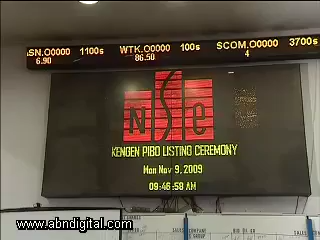 SN.O0000 1100s WTK.O0000 100s SCOM.O0000 3700s
6.90 86.50 4
NSE
KENGEN PIBO LISTING CEREMONY
Mon Nov 9, 2009
09:46:58 AM
www.abndigital.com